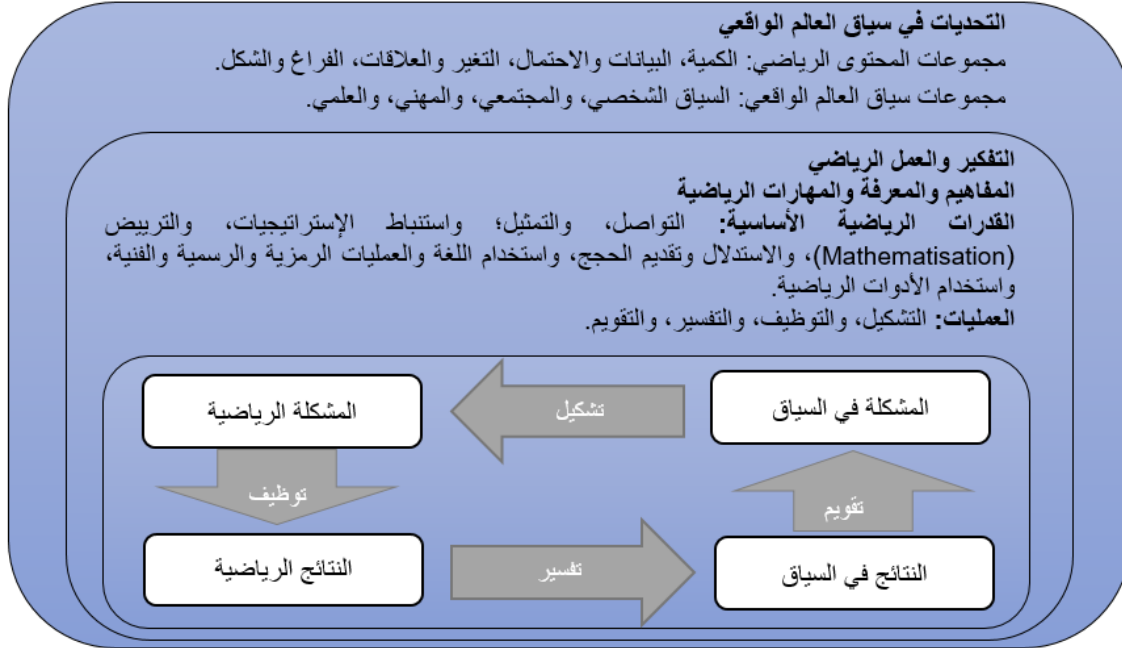 التحديات في سياق العالم الواقعي
مجموعات المحتوى الرياضي: الكمية، البيانات والاحتمال، التغير والعلاقات، الفراغ والشكل.
مجموعات سياق العالم الواقعي: السياق الشخصي، والمجتمعي، والمهني، والعلمي.
التفكير والعمل الرياضي
المفاهيم والمعرفة والمهارات الرياضية
القدرات الرياضية الأساسية: التواصل، والتمثيل؛ واستنباط الإستراتيجيات، والترييض
(Mathematisation)، والاستدلال وتقديم الحجج، واستخدام اللغة والعمليات الرمزية والرسمية والفنية،
واستخدام الأدوات الرياضية.
العمليات: التشكيل، والتوظيف، والتفسير، والتقويم.
المشكلة في السياق
تشكيل
المشكلة الرياضية
توظيف
تقويم
النتائج الرياضية
تفسير
النتائج في السياق